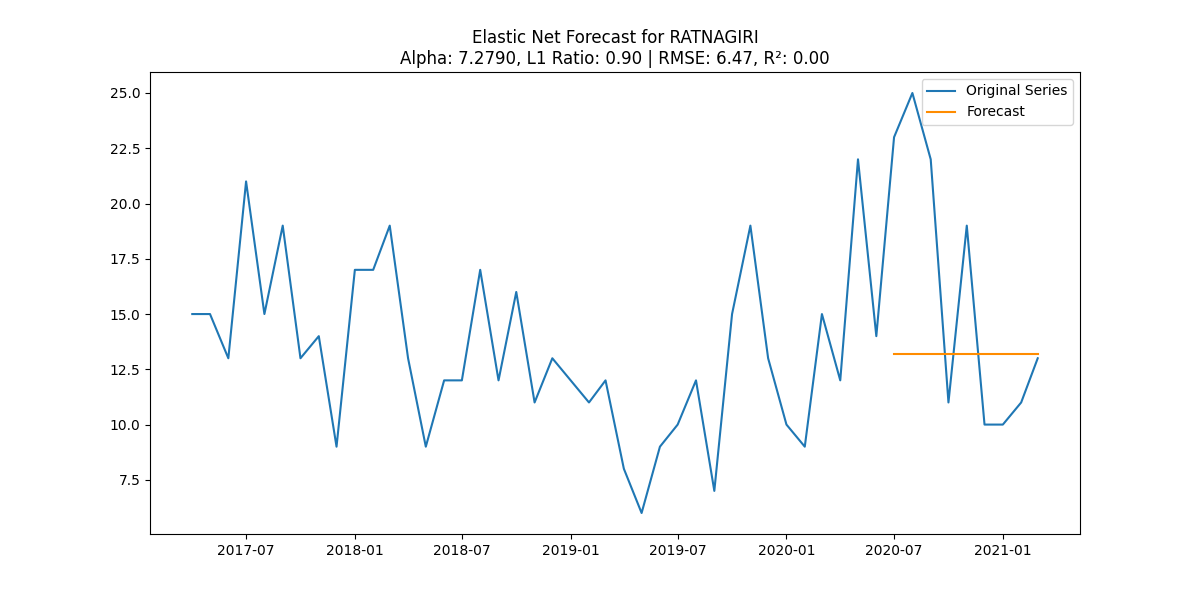 Elastic Net Forecast for RATNAGIRI
Alpha: 7.2790, L1 Ratio: 0.90 | RMSE: 6.47, R²: 0.00
Original Series
Forecast
25.0
22.5
20.0
17.5
15.0
12.5
10.0
7.5
2017-07 2018-01 2018-07 2019-01 2019-07 2020-01 2020-07 2021-01